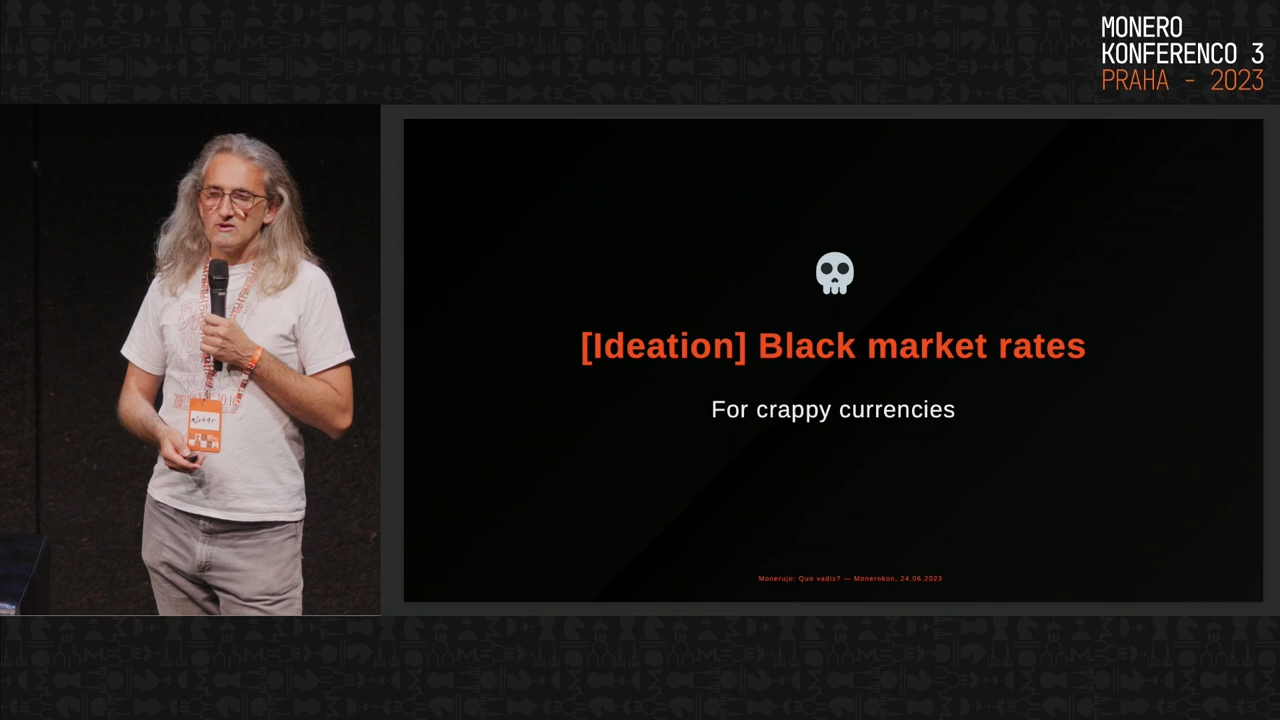 MONERO
KONFERENCO 3
PRAHA - 2023
[Ideation] Black market rates
For crappy currencies
Monerujo: Quo vadis? — Monerokon, 24.06.2023